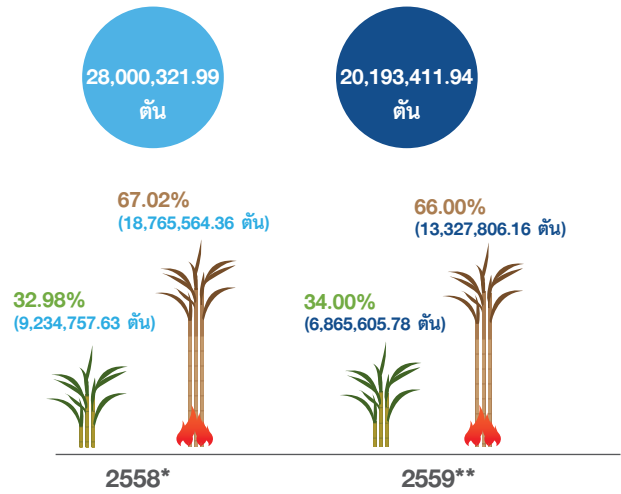 28,000,321.99
ตัน
20,193,411.94
ตัน
67.02%
(18,765,564.36 ตัน)
66.00%
(13,327,806.16 ตัน)
32.98%
(9,234,757.63 ตัน)
34.00%
(6,865,605.78 ตัน)
2558*
2559**